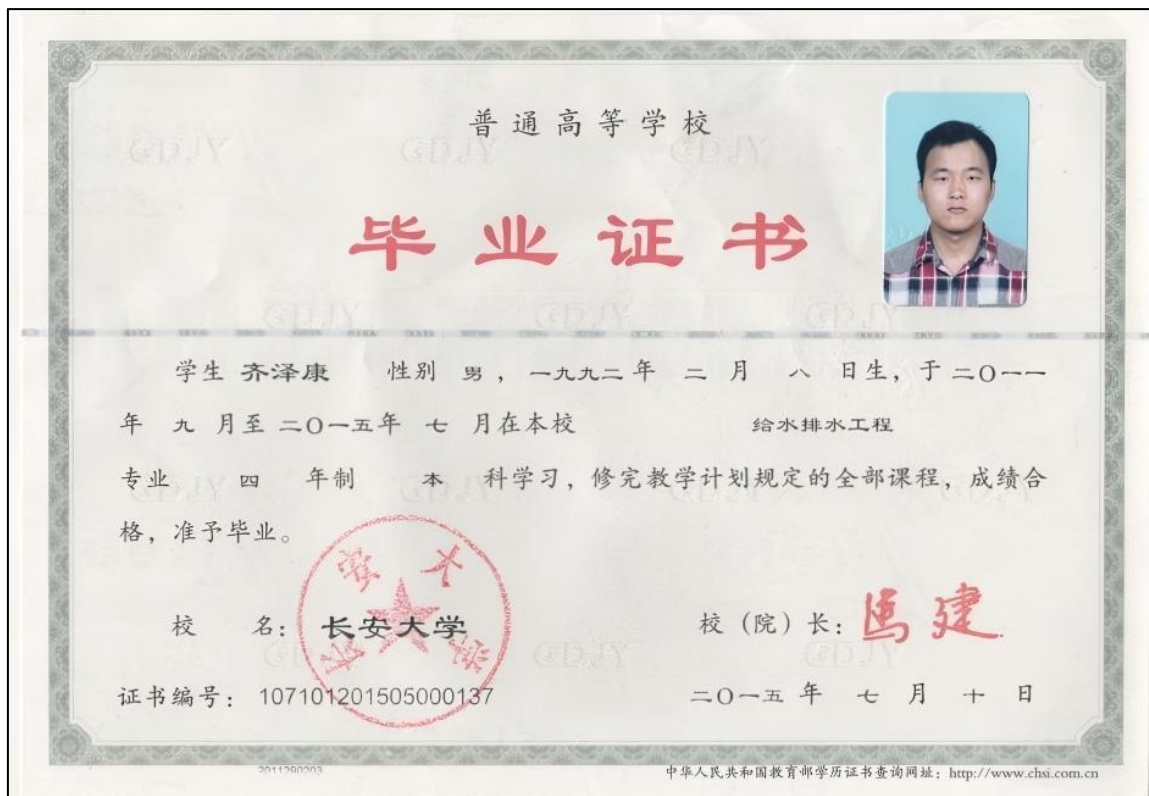 普通高等学校
毕业证书
学生 齐泽康 性别 男，一九九二年 二 月 八 日生，于二〇一一
年 九 月至二〇一五年 七 月在本校 给水排水工程
专业 四 年制 本 科学习，修完教学计划规定的全部课程，成绩合
格，准予毕业。
校 名：长安大学
校（院）长：
证书编号：107101201505000137
二〇一五 年 七 月 十 日
2011290203
中华人民共和国教育部学历证书查询网址：http://www.chsi.com.cn